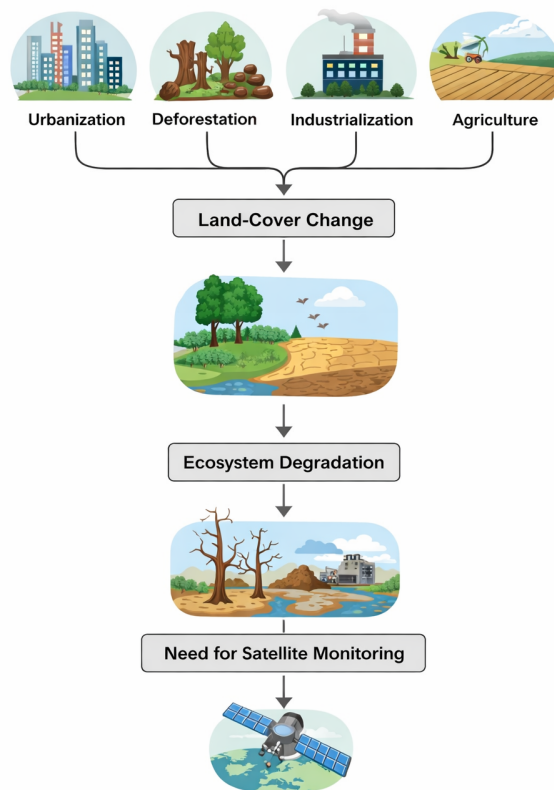 Urbanization
Deforestation
Industrialization
Agriculture
Land-Cover Change
Ecosystem Degradation
Need for Satellite Monitoring